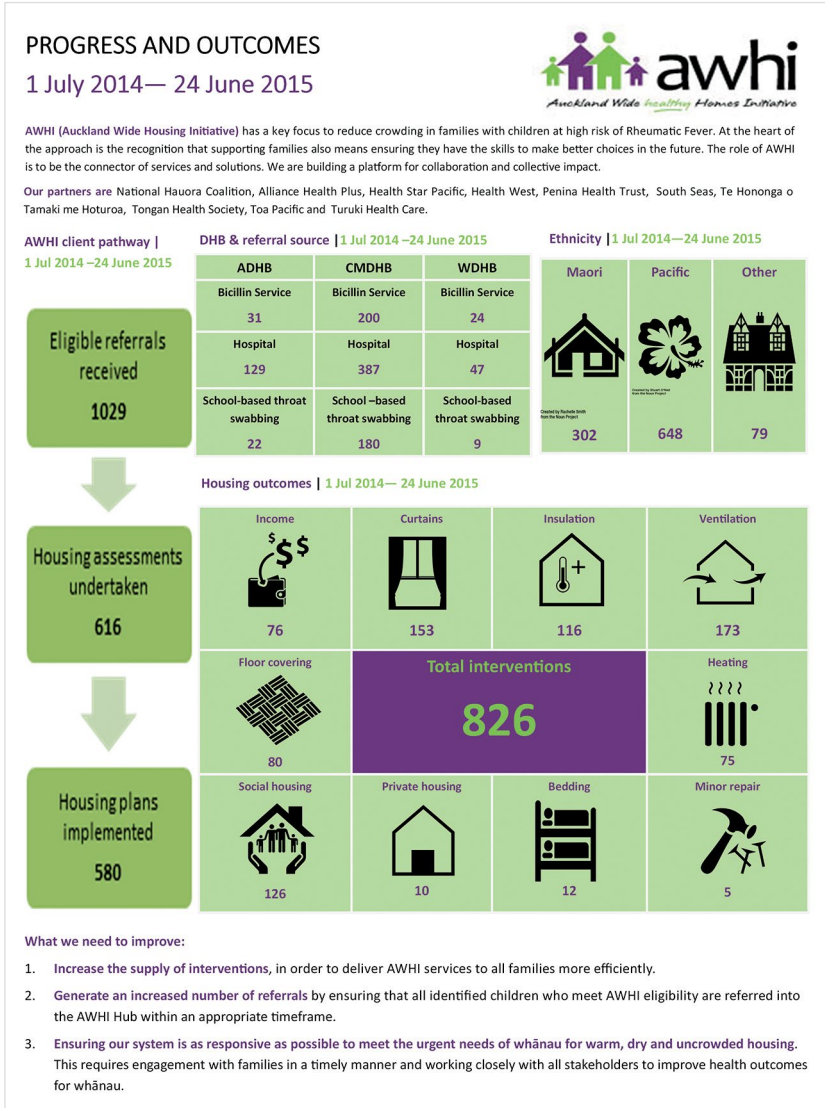 PROGRESS AND OUTCOMES
1 July 2014— 24 June 2015
awhi
Auckland Wide healthy Homes Initiative
AWHI (Auckland Wide Housing Initiative) has a key focus to reduce crowding in families with children at high risk of Rheumatic Fever. At the heart of
the approach is the recognition that supporting families also means ensuring they have the skills to make better choices in the future. The role of AWHI
is to be the connector of services and solutions. We are building a platform for collaboration and collective impact.
Our partners are National Hauora Coalition, Alliance Health Plus, Health Star Pacific, Health West, Penina Health Trust, South Seas, Te Hononga o
Tamaki me Hoturoa, Tongan Health Society, Toa Pacific and Turuki Health Care.
AWHI client pathway |
1 Jul 2014 –24 June 2015
Eligible referrals
received
1029
Housing assessments
undertaken
616
Housing plans
implemented
580
DHB & referral source |1 Jul 2014 –24 June 2015
ADHB CMDHB WDHB
Bicillin Service Bicillin Service Bicillin Service
31 200 24
Hospital Hospital Hospital
129 387 47
School-based throat School –based School-based
swabbing throat swabbing throat swabbing
22 180 9
Ethnicity |1 Jul 2014—24 June 2015
Maori Pacific Other
Created by Stuart
from the Noun Project
Created by Rachelle Smith
from the Noun Project
302 648 79
Housing outcomes | 1 Jul 2014— 24 June 2015
Income Curtains Insulation Ventilation
$ $ $
+
76 153 116 173
Floor covering Total interventions Heating
826
80 75
Social housing Private housing Bedding Minor repair
126 10 12 5
What we need to improve:
1. Increase the supply of interventions, in order to deliver AWHI services to all families more efficiently.
2. Generate an increased number of referrals by ensuring that all identified children who meet AWHI eligibility are referred into
the AWHI Hub within an appropriate timeframe.
3. Ensuring our system is as responsive as possible to meet the urgent needs of whānau for warm, dry and uncrowded housing.
This requires engagement with families in a timely manner and working closely with all stakeholders to improve health outcomes
for whānau.